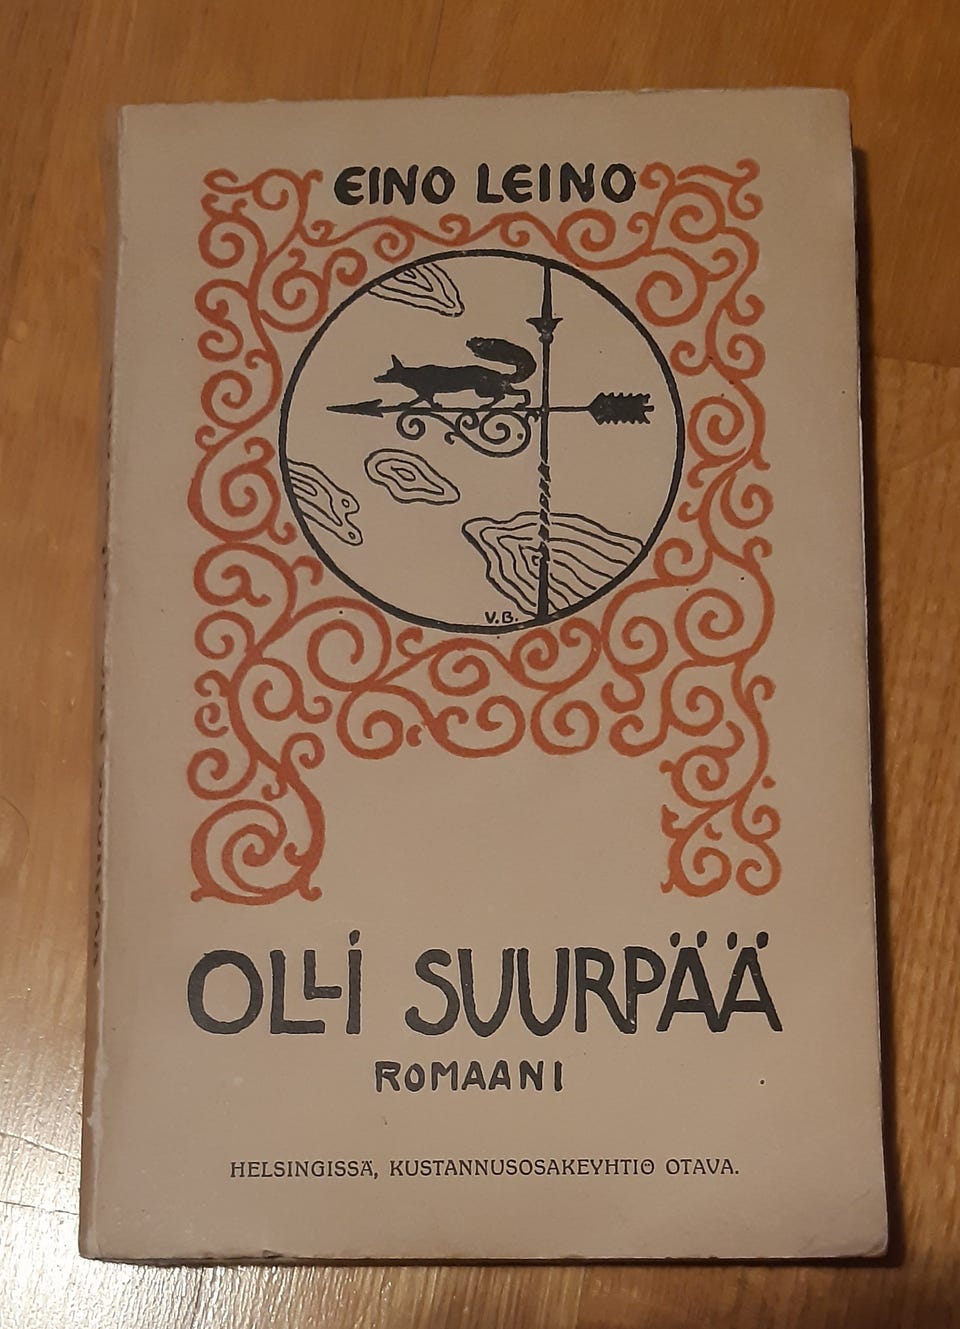 EINO LEINO
V.B.
OLLI SUURPÄÄ
ROMAANI
HELSINGISSÄ, KUSTANNUSOSAKEYHTIÖ OTAVA.